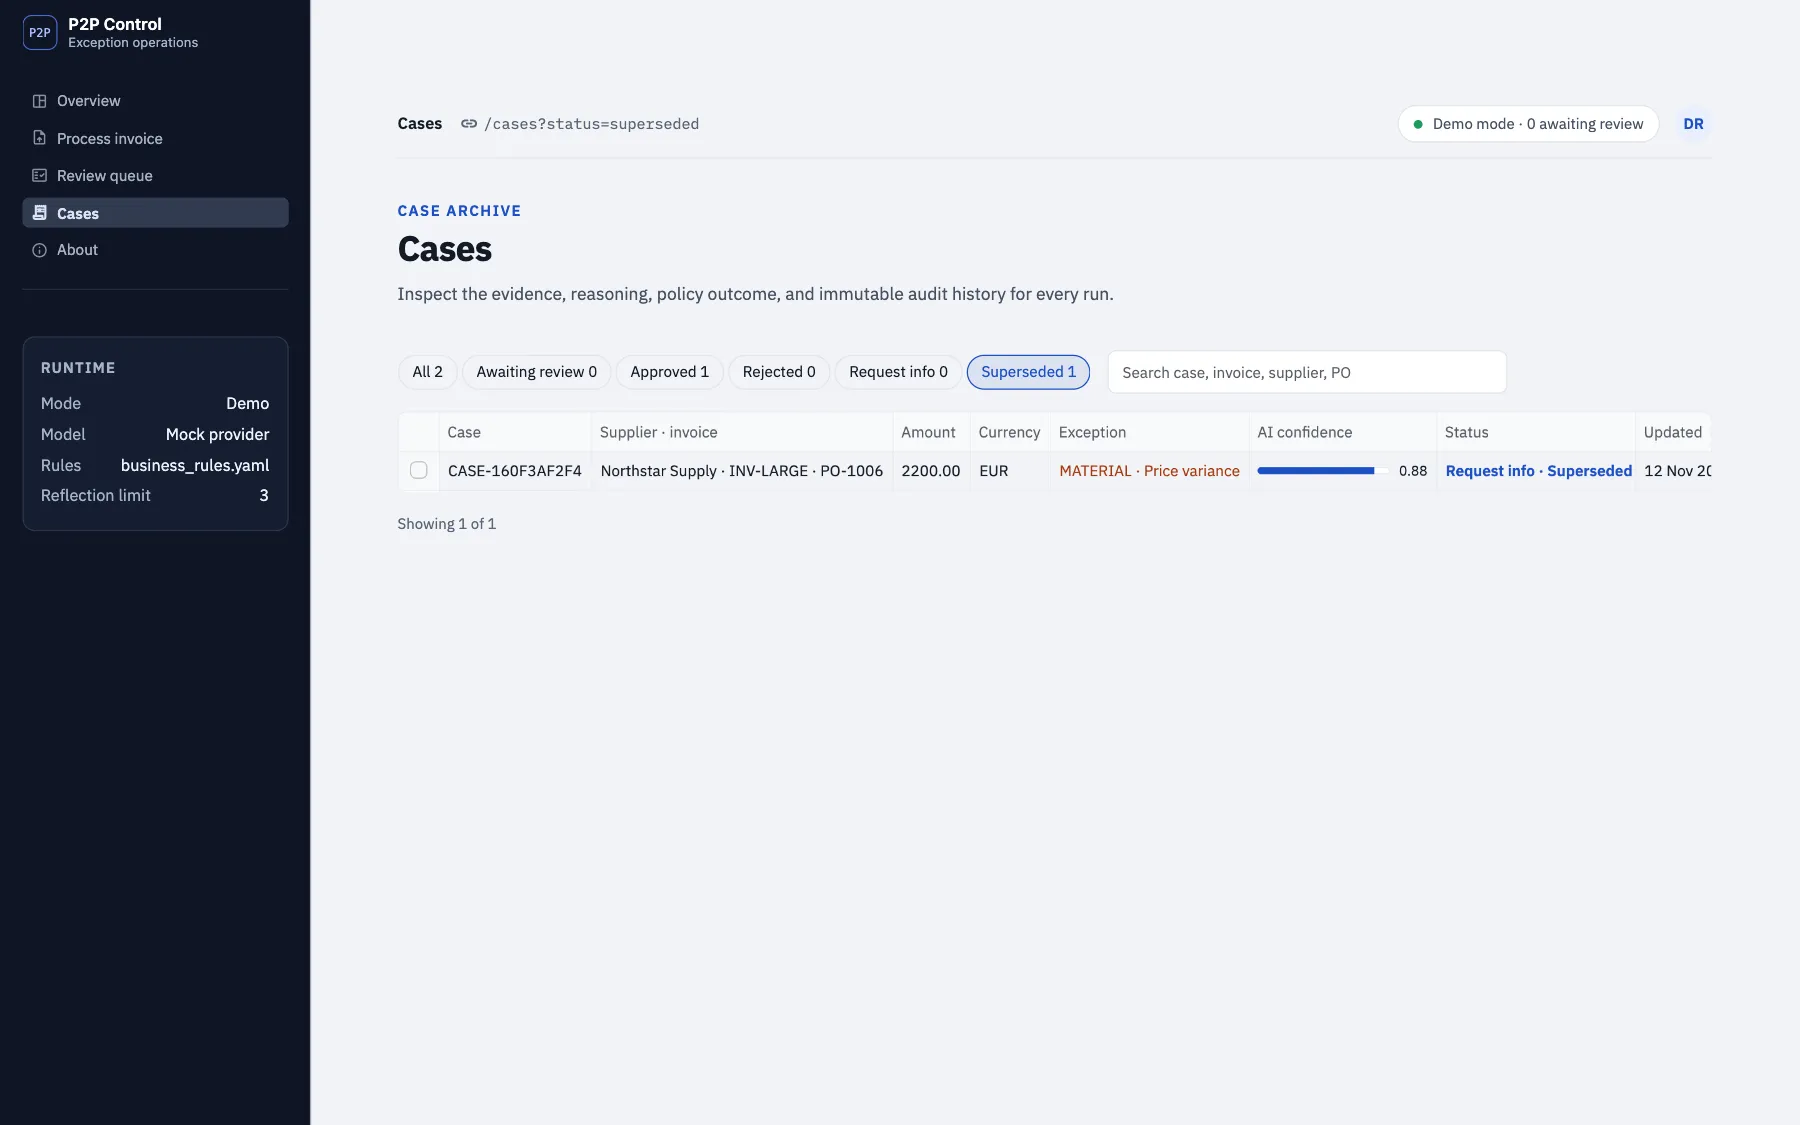 P2P
P2P Control
Exception operations
Overview
Process invoice
Review queue
Cases
About
RUNTIME
Mode Demo
Model Mock provider
Rules business_rules.yaml
Reflection limit 3
Cases /cases?status=superseded
Demo mode · 0 awaiting review DR
CASE ARCHIVE
Cases
Inspect the evidence, reasoning, policy outcome, and immutable audit history for every run.
All 2 Awaiting review 0 Approved 1 Rejected 0 Request info 0 Superseded 1 Search case, invoice, supplier, PO
Case Supplier · invoice Amount Currency Exception AI confidence Status Updated
CASE-160F3AF2F4 Northstar Supply · INV-LARGE · PO-1006 2200.00 EUR MATERIAL · Price variance 0.88 Request info · Superseded 12 Nov 20
Showing 1 of 1